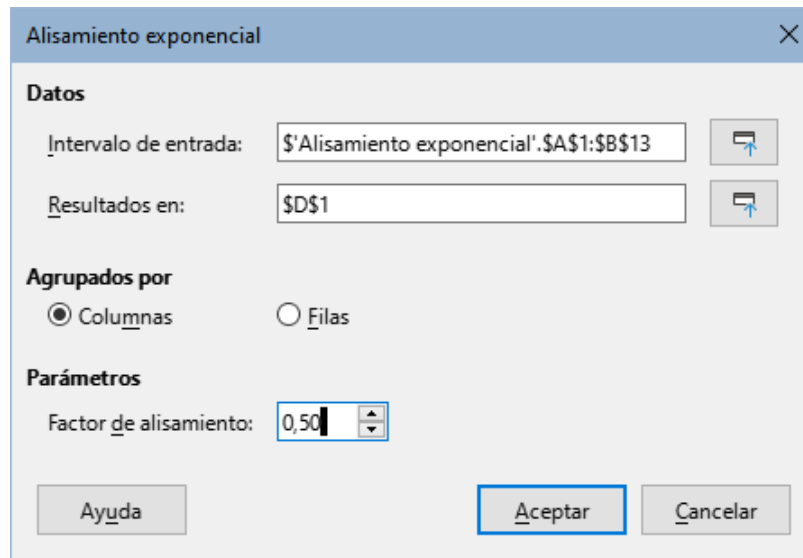 Alisamiento exponencial
Datos
Intervalo de entrada: $'Alisamiento exponencial'.$A$1:$B$13
Resultados en: $D$1
Agrupados por
Columnas Filas
Parámetros
Factor de alisamiento: 0,50
Ayuda Aceptar Cancelar